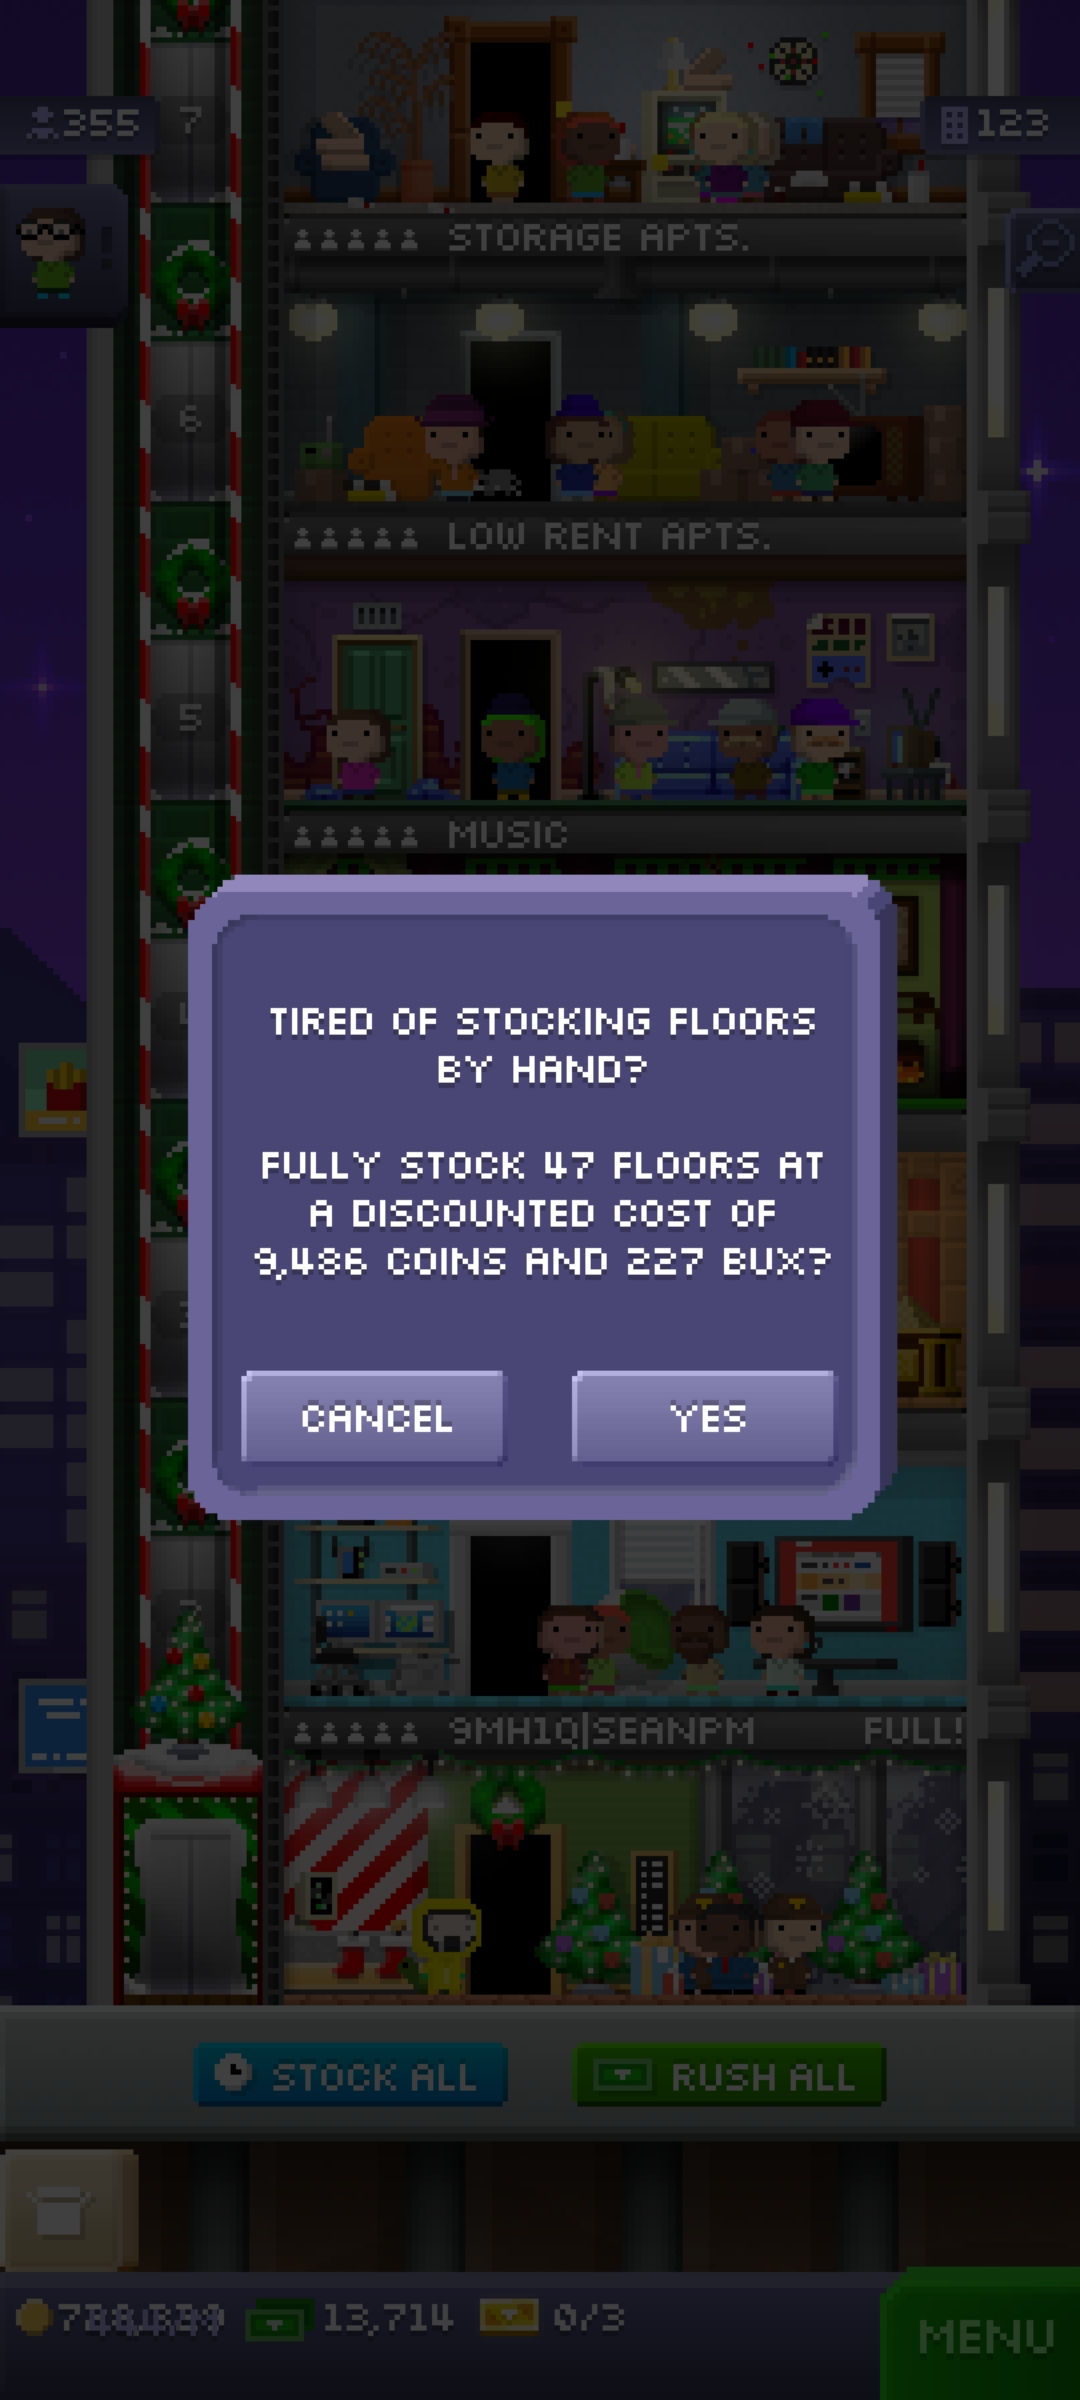 355
7
123
STORAGE APTS.
6
LOW RENT APTS.
5
MUSIC
TIRED OF STOCKING FLOORS
BY HAND?
FULLY STOCK 47 FLOORS AT
A DISCOUNTED COST OF
9,486 COINS AND 227 BUX?
CANCEL
YES
9MH1Q|SEANPM
FULL!
STOCK ALL
RUSH ALL
13,714
0/3
MENU